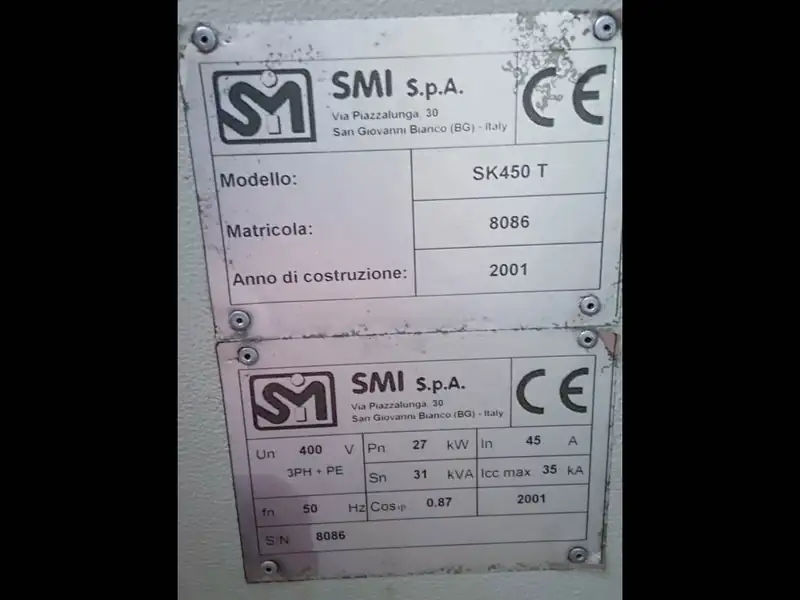 SMI
SMI S.p.A.
Via Piazzalunga, 30
San Giovanni Bianco (BG) - Italy
CE
Modello: SK450 T
Matricola: 8086
Anno di costruzione: 2001
SMI
SMI S.p.A.
Via Piazzalunga, 30
San Giovanni Bianco (BG) - Italy
CE
Un 400 V Pn 27 kW In 45 A
3PH + PE Sn 31 kVA Icc max 35 kA
fn 50 Hz Cosφ 0.87 2001
S/N 8086